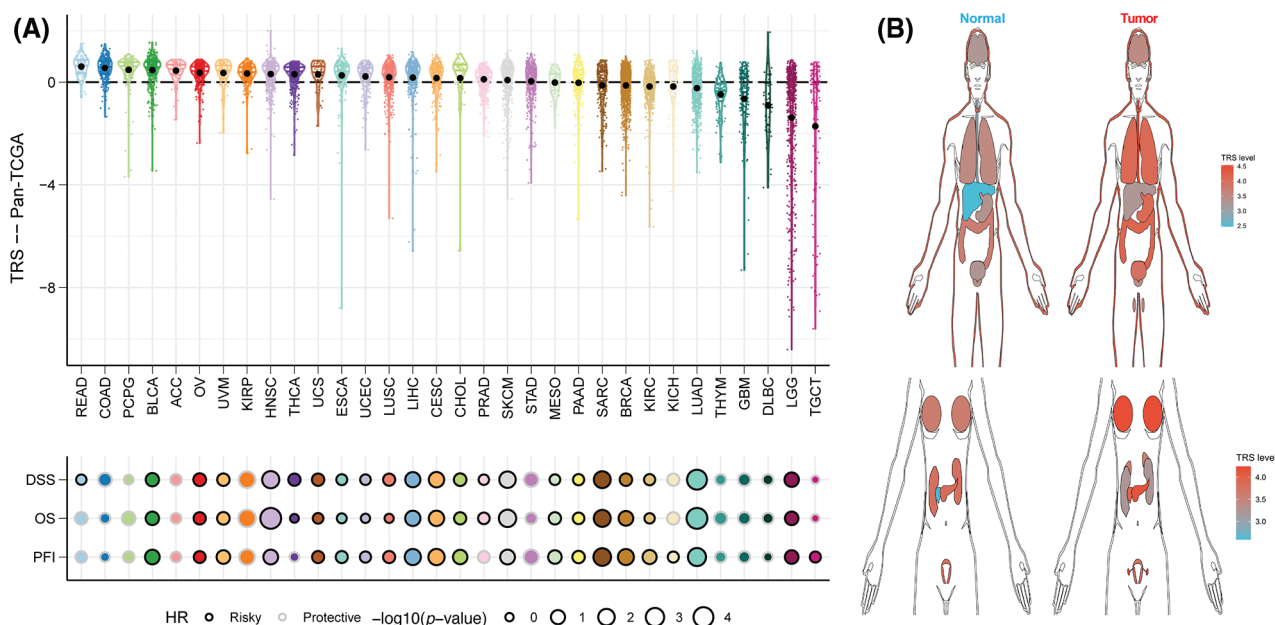 (A)
TRS --- Pan-TCGA
0
−4
−8
READ
COAD
PCPG
BLCA
ACC
OV
UVM
KIRP
HNSC
THCA
UCS
ESCA
UCEC
LUSC
LIHC
CESC
CHOL
PRAD
SKCM
STAD
MESO
PAAD
SARC
BRCA
KIRC
KICH
LUAD
THYM
GBM
DLBC
LGG
TGCT
DSS
OS
PFI
HR Risky Protective −log10(p−value) 0 1 2 3 4
(B)
Normal Tumor
TRS level
4.5
4.0
3.5
3.0
2.5
TRS level
4.0
3.5
3.0